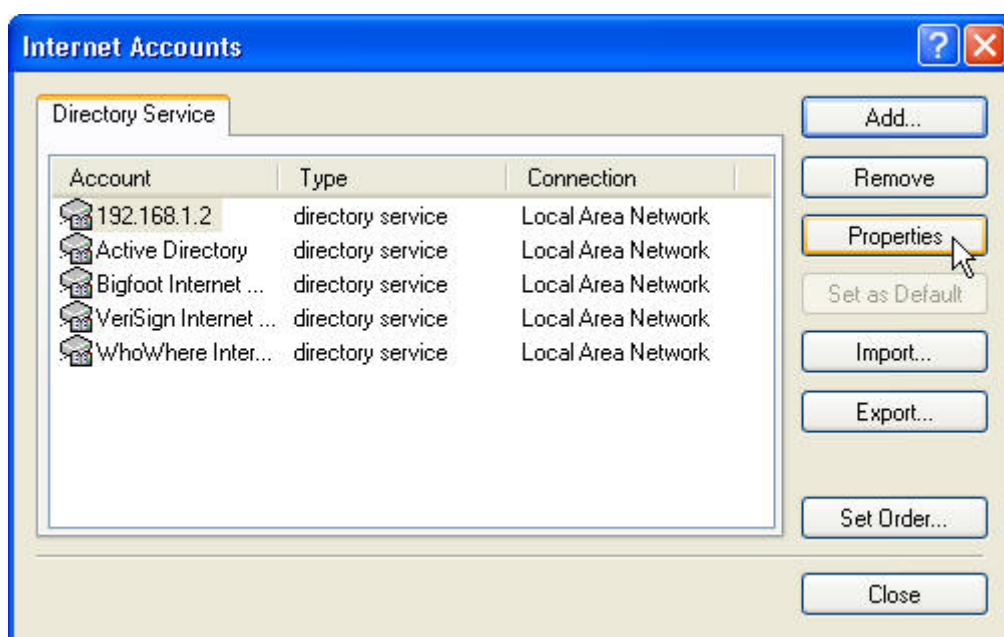 Internet Accounts
?
Directory Service
Add...
Account Type Connection
Remove
192.168.1.2 directory service Local Area Network
Properties
Active Directory directory service Local Area Network
Bigfoot Internet ... directory service Local Area Network
Set as Default
VeriSign Internet ... directory service Local Area Network
WhoWhere Inter... directory service Local Area Network
Import...
Export...
Set Order...
Close